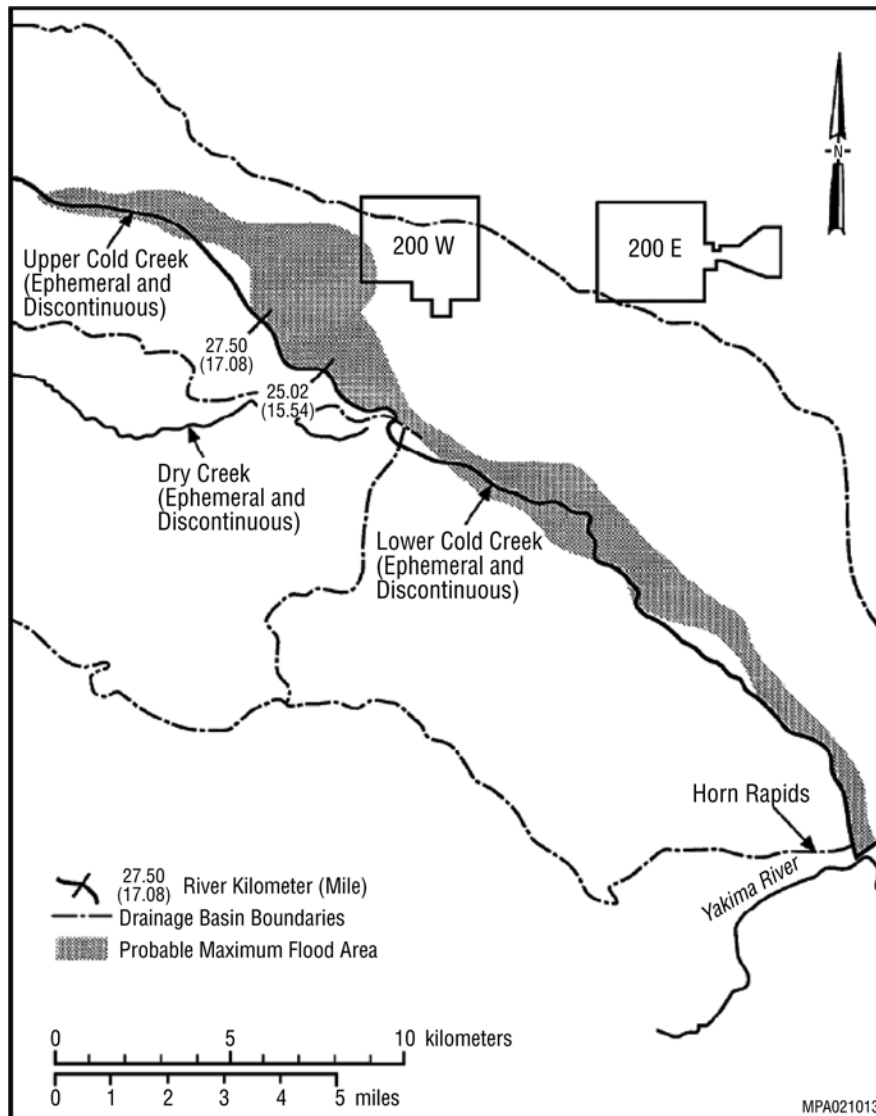 N
200 W
200 E
Upper Cold Creek
(Ephemeral and
Discontinuous)
27.50
(17.08)
25.02
(15.54)
Dry Creek
(Ephemeral and
Discontinuous)
Lower Cold Creek
(Ephemeral and
Discontinuous)
Horn Rapids
Yakima River
27.50
(17.08)
River Kilometer (Mile)
Drainage Basin Boundaries
Probable Maximum Flood Area
0 5 10 kilometers
0 1 2 3 4 5 miles
MPA021013